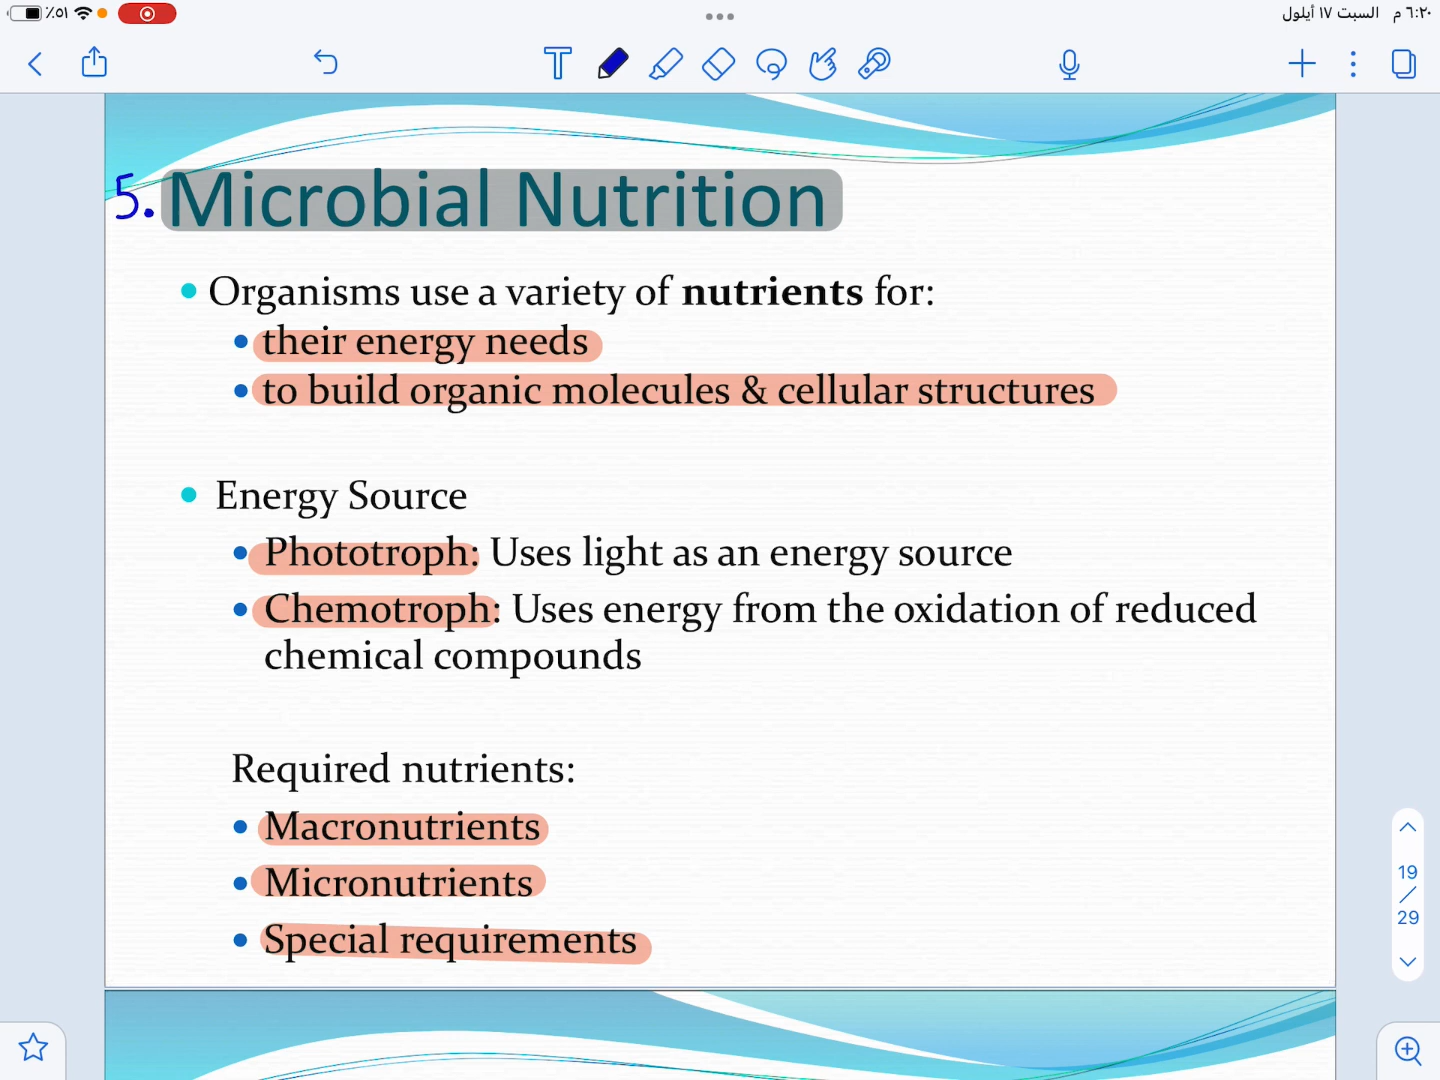 ٪٥١
السبت ١٧ أيلول ٦:٢٠ م
5. Microbial Nutrition
Organisms use a variety of nutrients for:
their energy needs
to build organic molecules & cellular structures
Energy Source
Phototroph: Uses light as an energy source
Chemotroph: Uses energy from the oxidation of reduced
chemical compounds
Required nutrients:
Macronutrients
Micronutrients
Special requirements
19
/
29